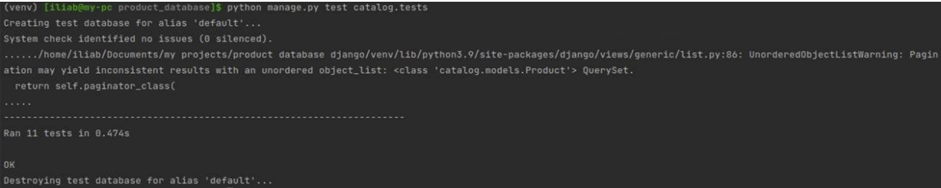 (venv) [iliab@my-pc product_database]$ python manage.py test catalog.tests
Creating test database for alias 'default'...
System check identified no issues (0 silenced).
....../home/iliab/Documents/my projects/product database django/venv/lib/python3.9/site-packages/django/views/generic/list.py:86: UnorderedObjectListWarning: Pagin
ation may yield inconsistent results with an unordered object_list: <class 'catalog.models.Product'> QuerySet.
  return self.paginator_class(
.....
----------------------------------------------------------------------
Ran 11 tests in 0.474s

OK
Destroying test database for alias 'default'...